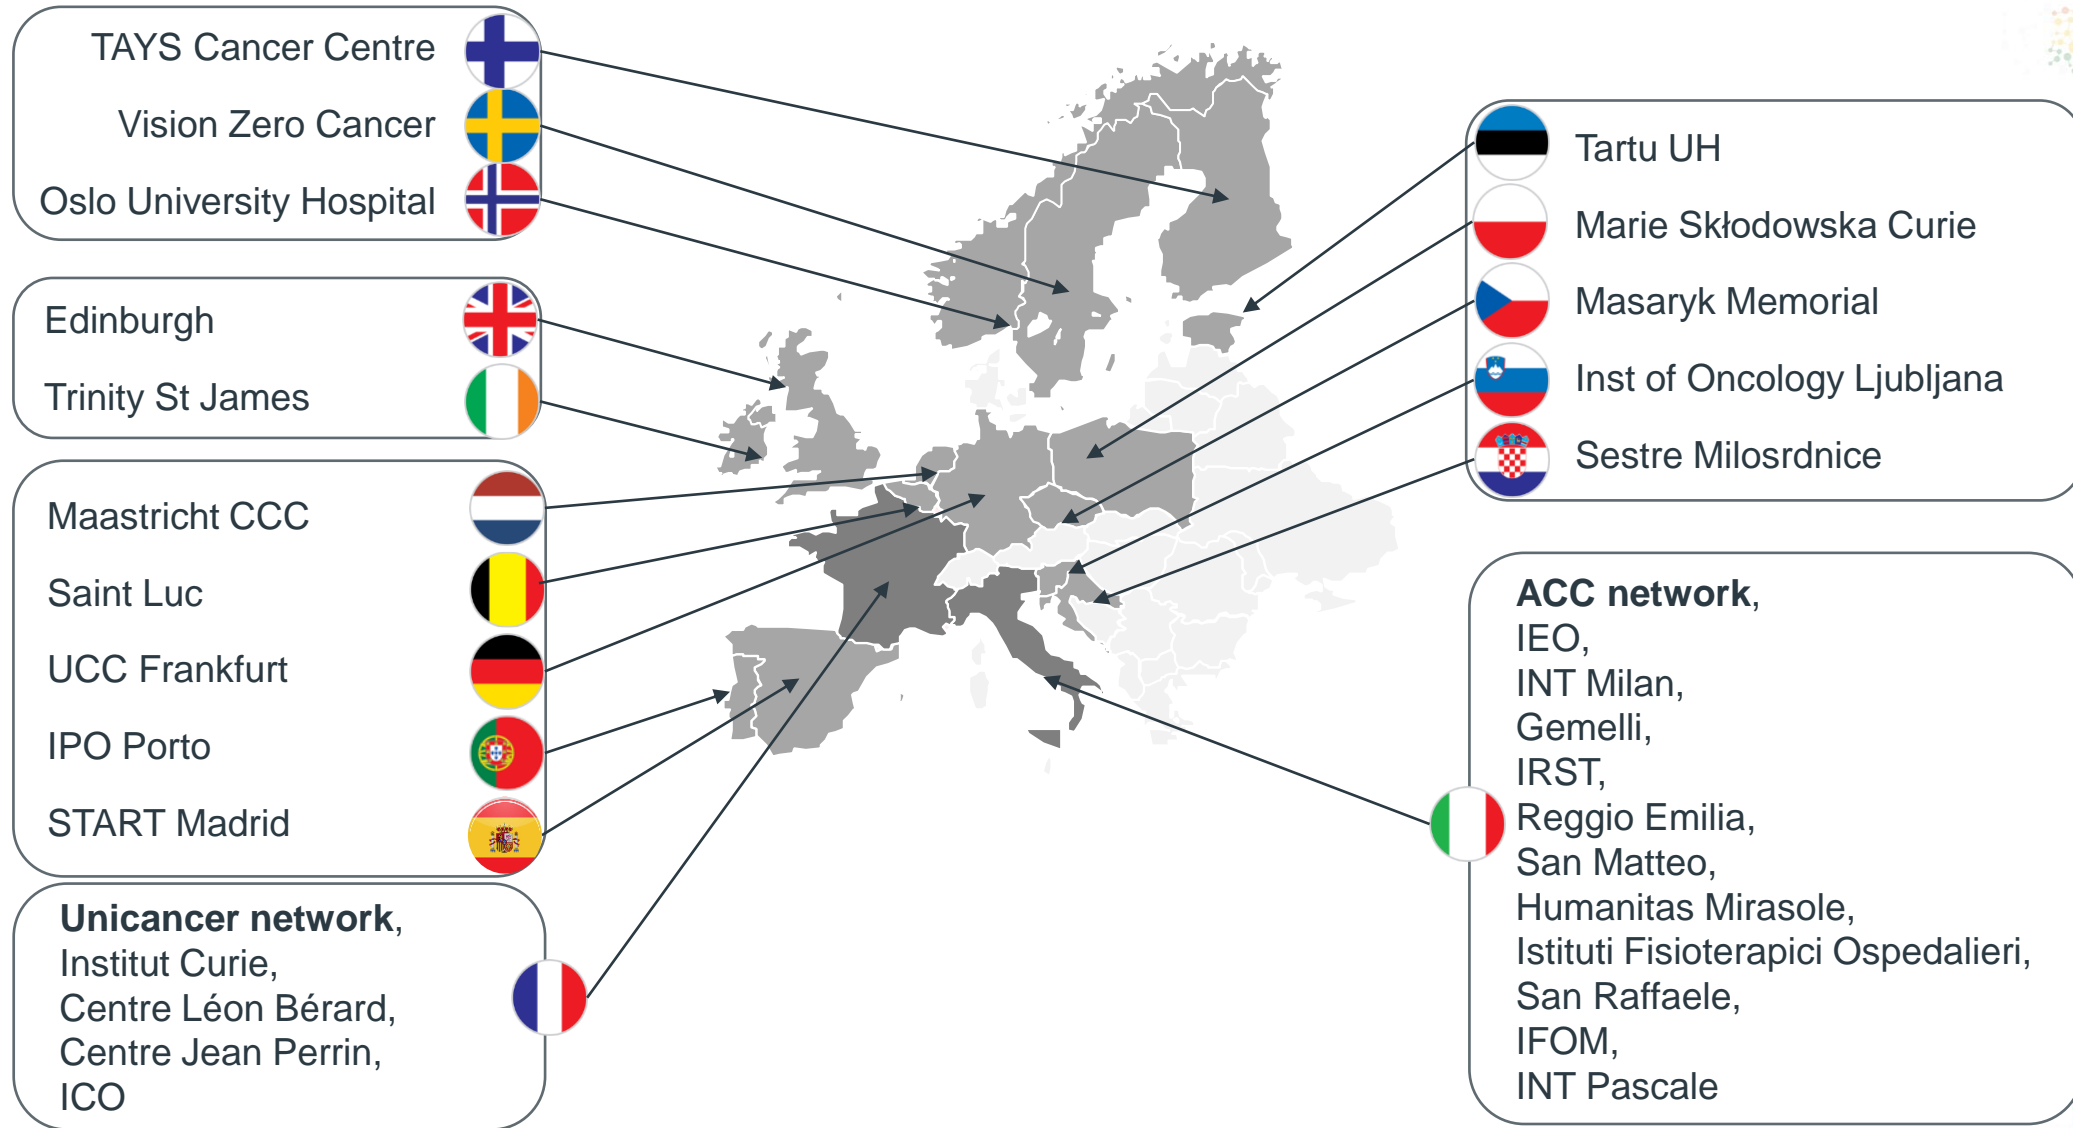 TAYS Cancer Centre
Vision Zero Cancer
Oslo University Hospital
Edinburgh
Trinity St James
Maastricht CCC
Saint Luc
UCC Frankfurt
IPO Porto
START Madrid
Unicancer network,
Institut Curie,
Centre Léon Bérard,
Centre Jean Perrin,
ICO
Tartu UH
Marie Skłodowska Curie
Masaryk Memorial
Inst of Oncology Ljubljana
Sestre Milosrdnice
ACC network,
IEO,
INT Milan,
Gemelli,
IRST,
Reggio Emilia,
San Matteo,
Humanitas Mirasole,
Istituti Fisioterapici Ospedalieri,
San Raffaele,
IFOM,
INT Pascale